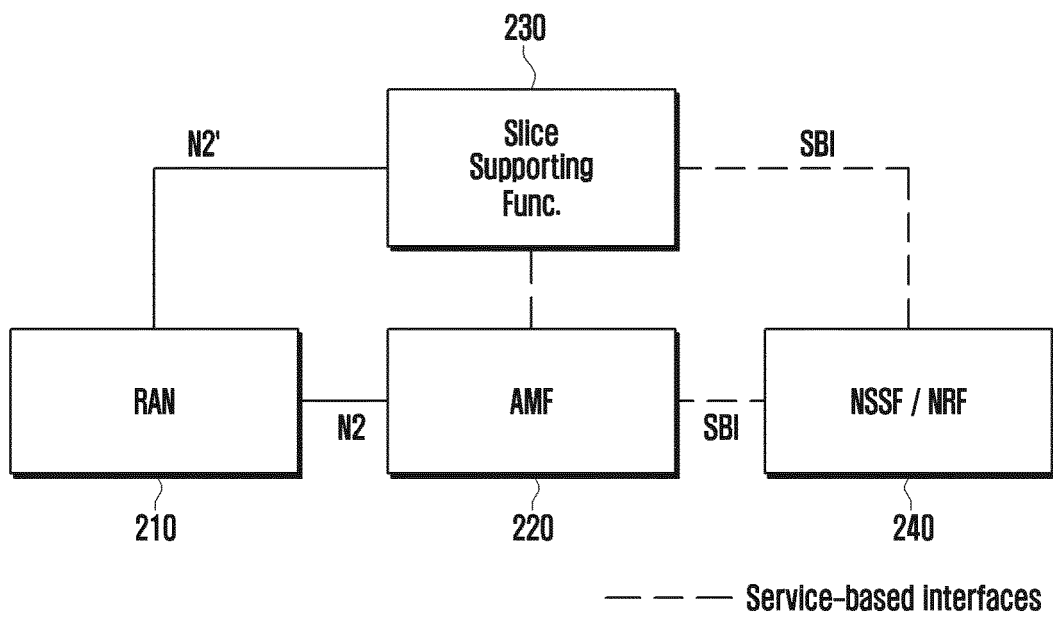 230
N2'
Slice
Supporting
Func.
SBI
RAN
N2
AMF
SBI
NSSF / NRF
210
220
240
Service-based interfaces